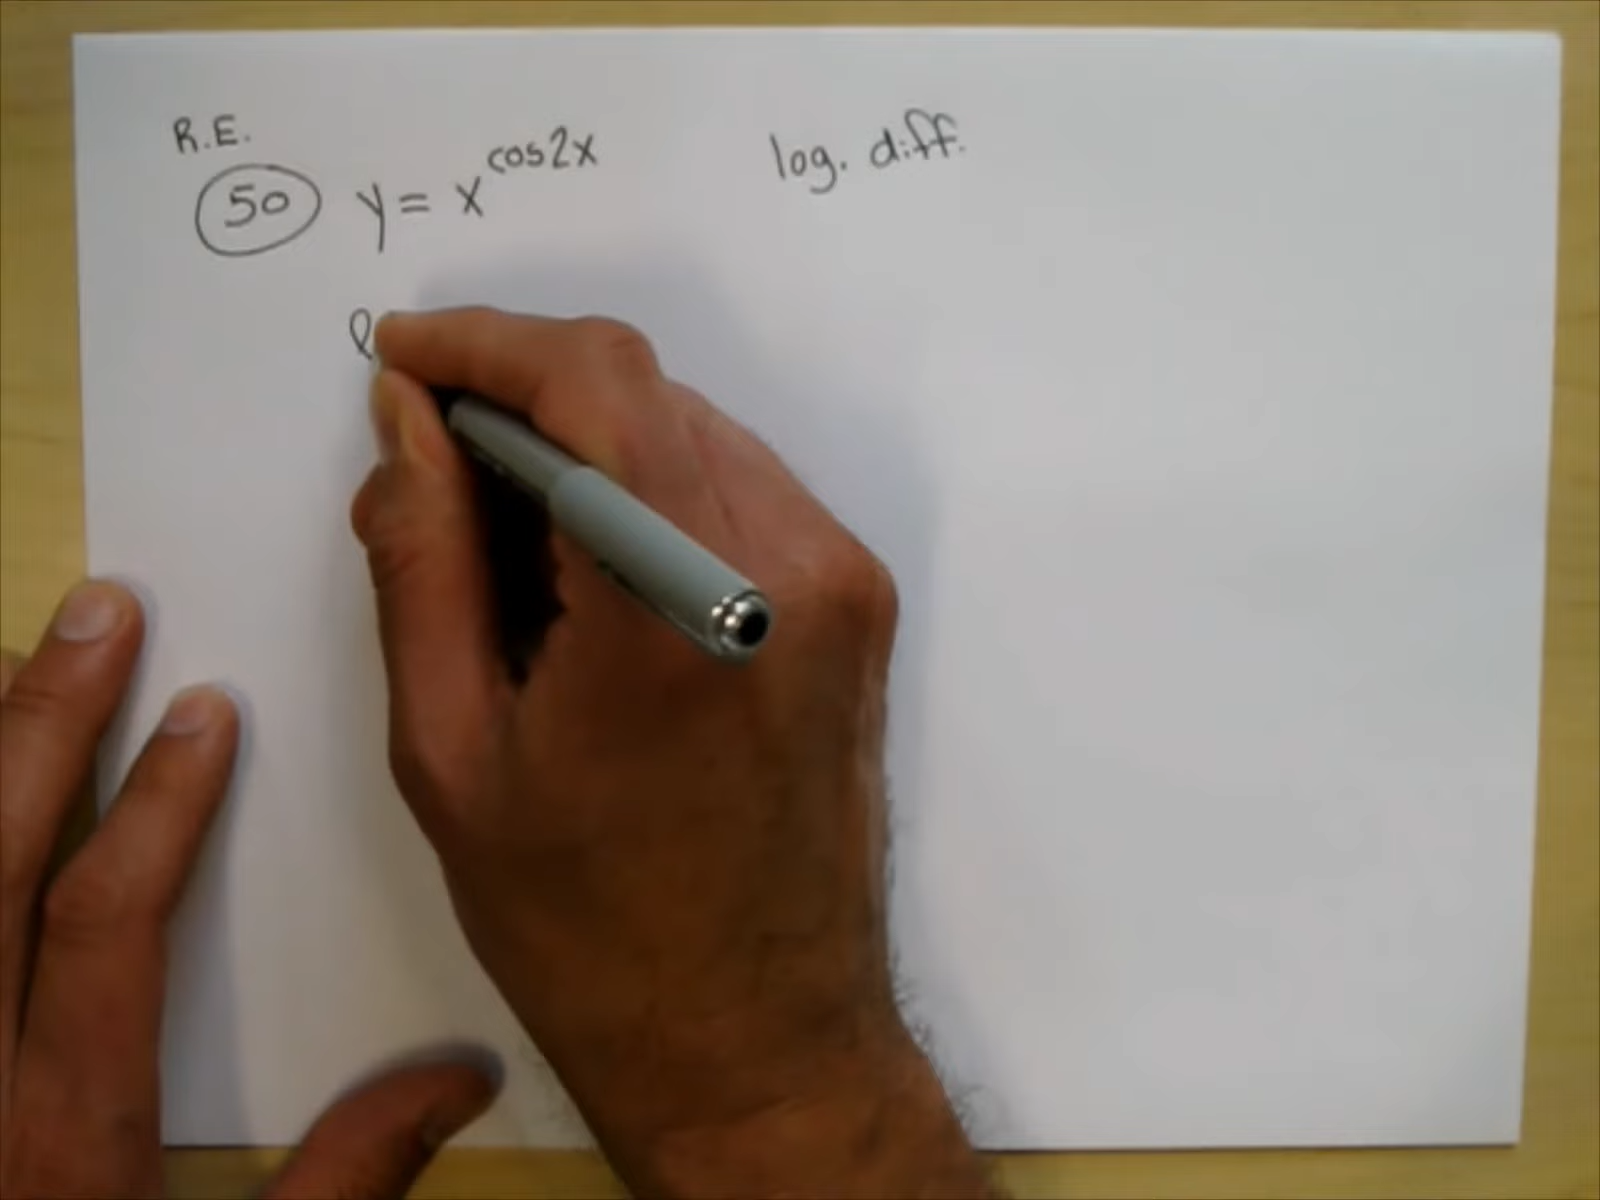 R.E.
50 y = x^cos2x log. diff.
l